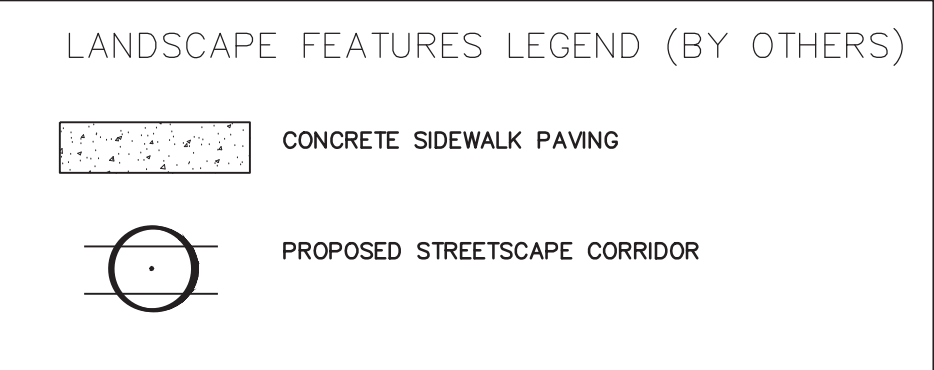 LANDSCAPE FEATURES LEGEND (BY OTHERS)
CONCRETE SIDEWALK PAVING
PROPOSED STREETSCAPE CORRIDOR